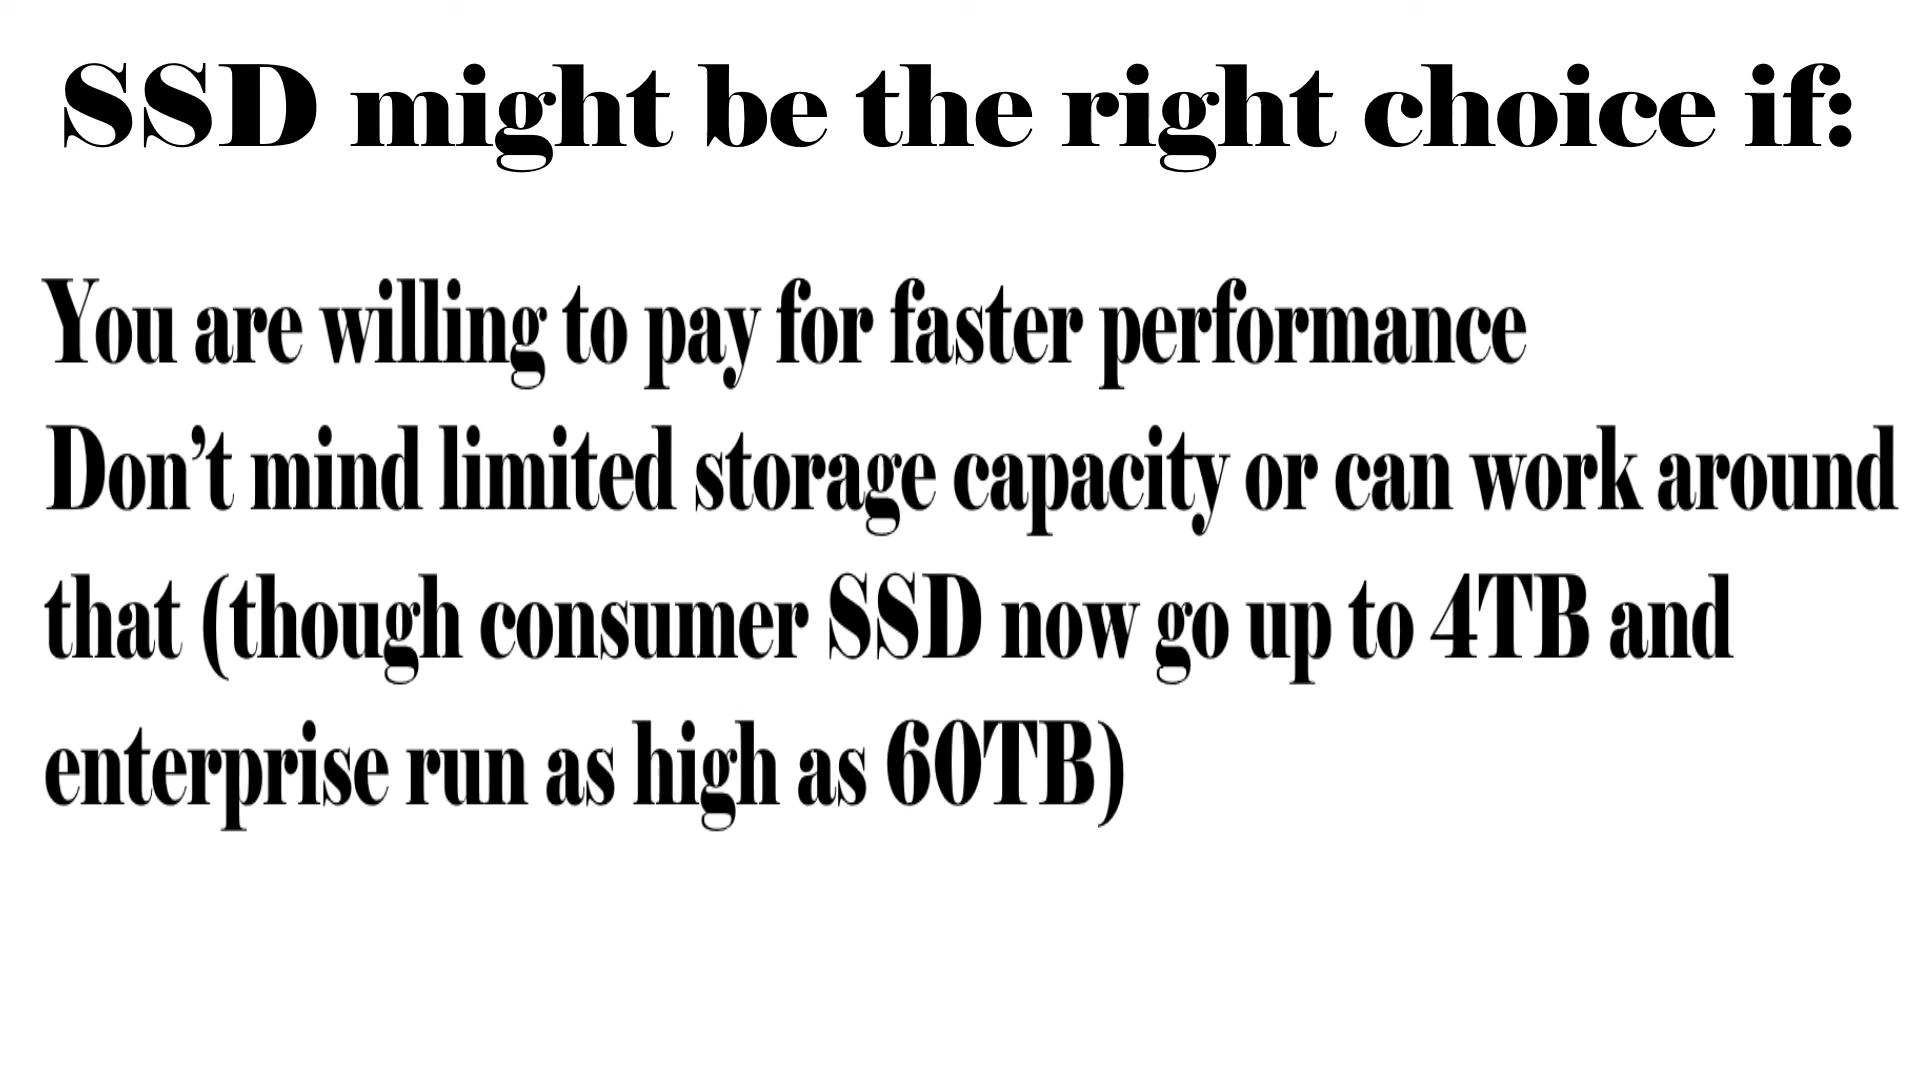 SSD might be the right choice if:
You are willing to pay for faster performance
Don’t mind limited storage capacity or can work around
that (though consumer SSD now go up to 4TB and
enterprise run as high as 60TB)